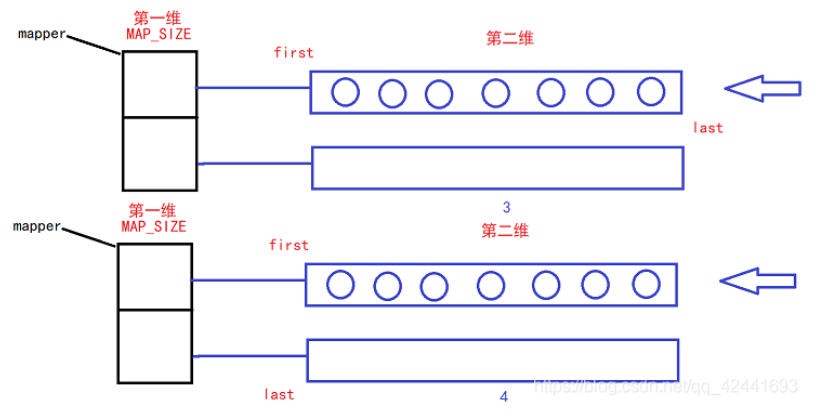 第一维
mapper
MAP_SIZE
第二维
first
last
3
第一维
mapper
MAP_SIZE
第二维
first
last
4
https://blog.csdn.net/qq_42441693